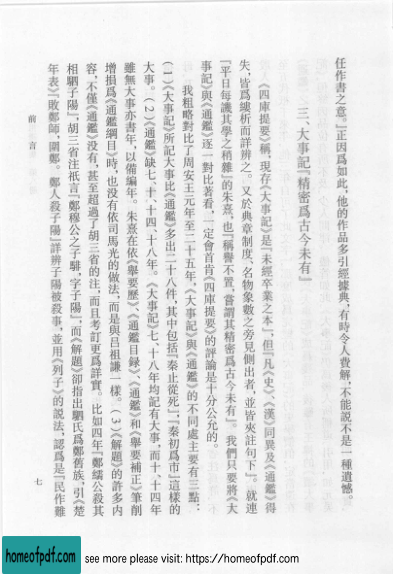 任作書之意。』正因爲如此，他的作品多引經據典，有時令人費解，不能説不是一種遺憾。
三、大事記『精密爲古今未有』
《四庫提要》稱，現存《大事記》是『未經卒業之本』，但『凡《史》、《漢》同異及《通鑑》得
失，皆爲縷析而詳辨之。又於典章制度、名物象數之旁見側出者，並皆夾註句下』。就連
『平日每譏其學之稍雜』的朱熹，也『稱譽不置，嘗謂其精密爲古今未有』。我們只要將《大
事記》與《通鑑》逐一對比著看，一定會首肯《四庫提要》的評論是十分公允的。
我粗略對比了周安王元年至二十五年，《大事記》與《通鑑》的不同處主要有三點：
（1）《大事記》所記大事比《通鑑》多出二十八件，其中包括『秦止從死』、『秦初爲市』這樣的
大事。（2）《通鑑》缺七、十、十四、十八年。《大事記》七、十八年均記有大事，而十、十四年
雖無大事亦書年，以備編年。朱熹在依《舉要歷》、《通鑑目録》、《通鑑》和《舉要補正》筆削
增損爲《通鑑綱目》時，也没有依司馬光的做法，而是與吕祖謙一樣。（3）《解題》的許多内
容，不僅《通鑑》没有，甚至超過了胡三省的注，而且考訂更爲詳實。比如四年『鄭繻公殺其
相駟子陽』，胡三省注祇言『鄭穆公之子騑，字子駟』，而《解題》卻指出駟氏爲鄭舊族，引《楚
年表》『敗鄭師，圍鄭。鄭人殺子陽』詳辨子陽被殺事，並用《列子》的説法，認爲是『民作難
前言
七
homeofpdf.com
see more please visit: https://homeofpdf.com